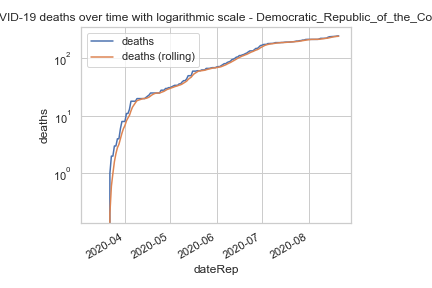 VID-19 deaths over time with logarithmic scale - Democratic_Republic_of_the_Co
deaths
deaths (rolling)
10²
10¹
10⁰
deaths
2020-04
2020-05
2020-06
2020-07
2020-08
dateRep